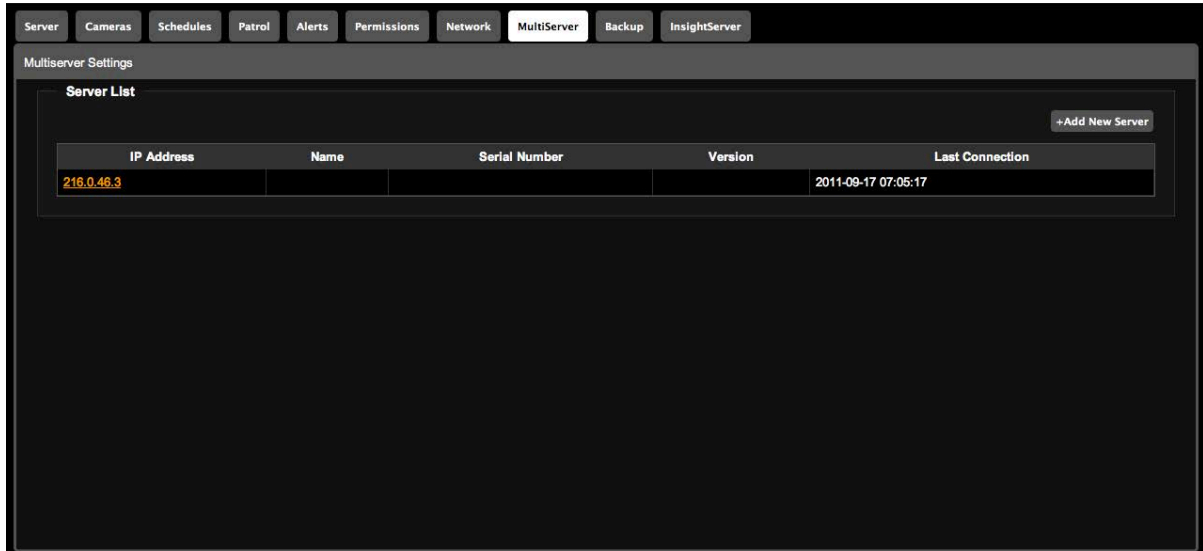 Server Cameras Schedules Patrol Alerts Permissions Network MultiServer Backup InsightServer
Multiserver Settings
Server List
+Add New Server
IP Address Name Serial Number Version Last Connection
216.0.46.3 2011-09-17 07:05:17